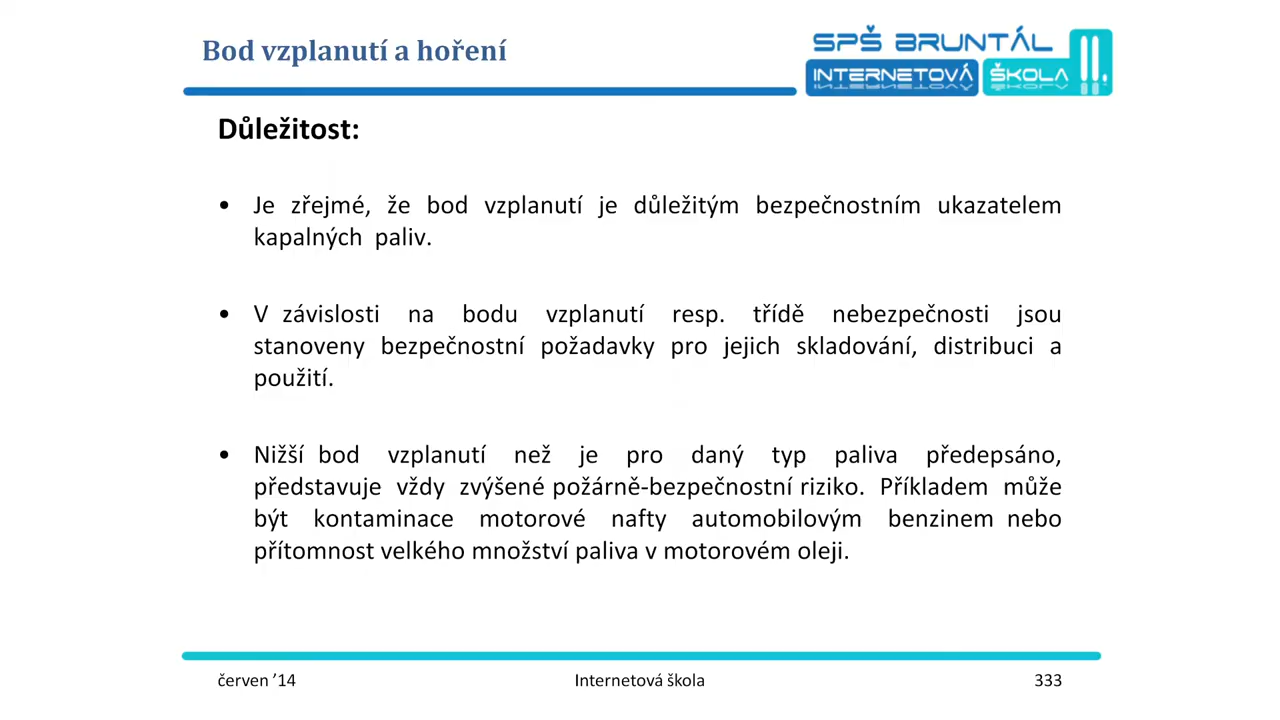 Bod vzplanutí a hoření
SPŠ BRUNTÁL
INTERNETOVÁ ŠKOLA II.
Důležitost:
• Je zřejmé, že bod vzplanutí je důležitým bezpečnostním ukazatelem
kapalných paliv.
• V závislosti na bodu vzplanutí resp. třídě nebezpečnosti jsou
stanoveny bezpečnostní požadavky pro jejich skladování, distribuci a
použití.
• Nižší bod vzplanutí než je pro daný typ paliva předepsáno,
představuje vždy zvýšené požárně-bezpečnostní riziko. Příkladem může
být kontaminace motorové nafty automobilovým benzinem nebo
přítomnost velkého množství paliva v motorovém oleji.
červen ’14 Internetová škola 333